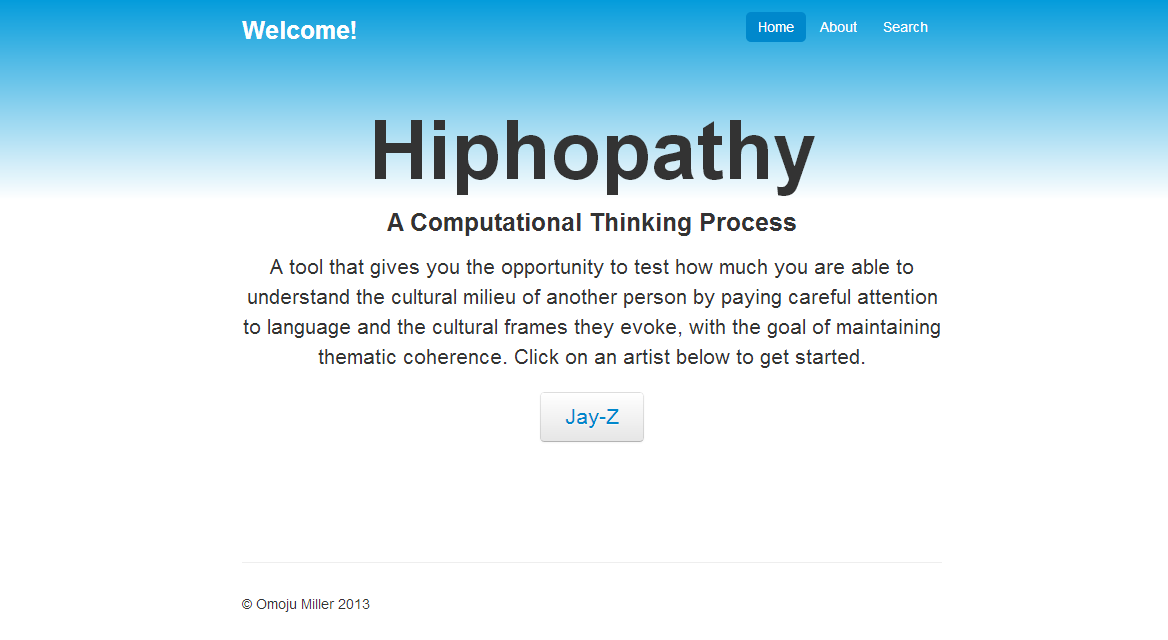 Welcome!
Home About Search
Hiphopathy
A Computational Thinking Process
A tool that gives you the opportunity to test how much you are able to
understand the cultural milieu of another person by paying careful attention
to language and the cultural frames they evoke, with the goal of maintaining
thematic coherence. Click on an artist below to get started.
Jay-Z
© Omoju Miller 2013